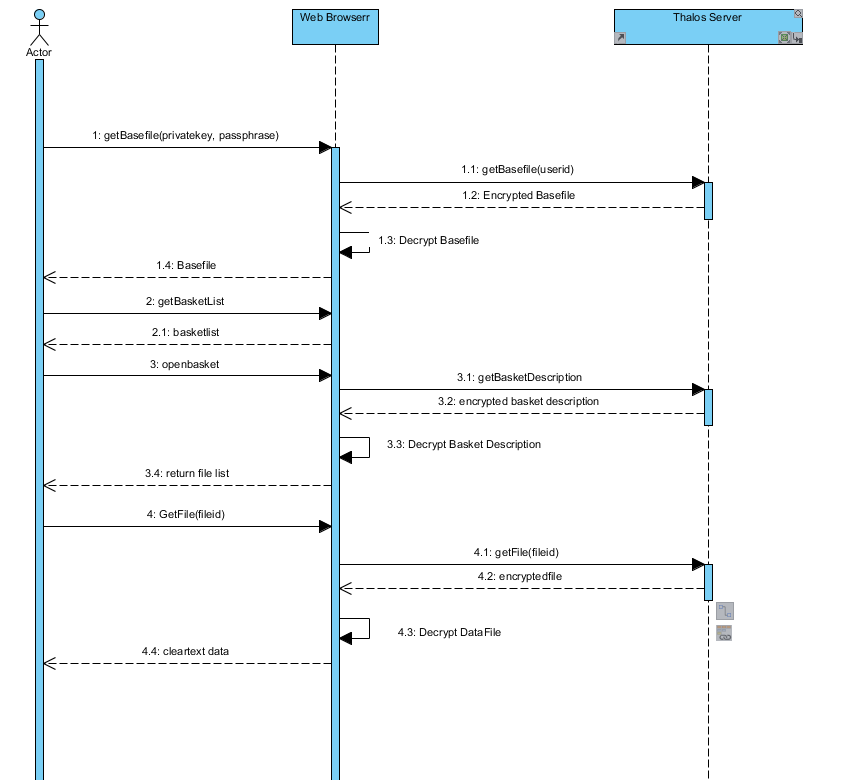 Web Browserr
Thalos Server
Actor
1: getBasefile(privatekey, passphrase)
1.1: getBasefile(userid)
1.2: Encrypted Basefile
1.3: Decrypt Basefile
1.4: Basefile
2: getBasketList
2.1: basketlist
3: openbasket
3.1: getBasketDescription
3.2: encrypted basket description
3.3: Decrypt Basket Description
3.4: return file list
4: GetFile(fileid)
4.1: getFile(fileid)
4.2: encryptedfile
4.3: Decrypt DataFile
4.4: cleartext data